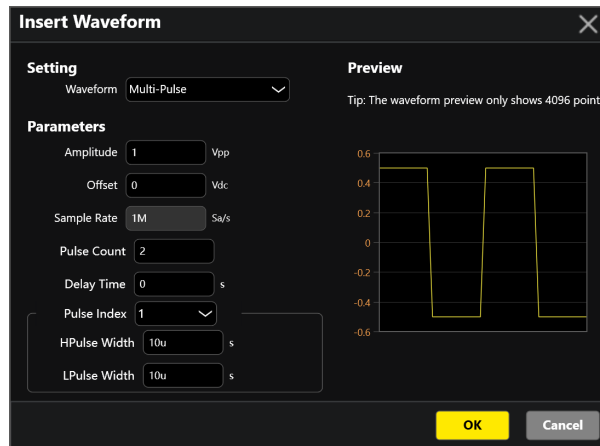 Insert Waveform
Setting
Waveform Multi-Pulse
Parameters
Amplitude 1 Vpp
Offset 0 Vdc
Sample Rate 1M Sa/s
Pulse Count 2
Delay Time 0 s
Pulse Index 1
HPulse Width 10u s
LPulse Width 10u s
Preview
Tip: The waveform preview only shows 4096 point
0.6
0.4
0.2
0
-0.2
-0.4
-0.6
OK Cancel